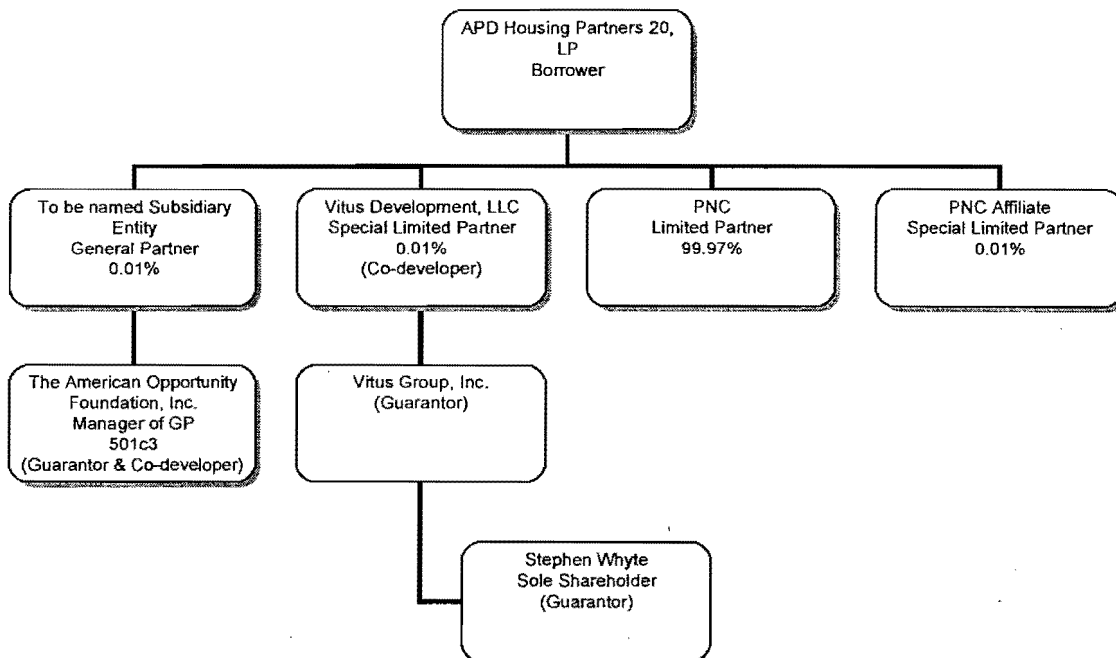 APD Housing Partners 20,
LP
Borrower
To be named Subsidiary
Entity
General Partner
0.01%
Vitus Development, LLC
Special Limited Partner
0.01%
(Co-developer)
PNC
Limited Partner
99.97%
PNC Affiliate
Special Limited Partner
0.01%
The American Opportunity
Foundation, Inc.
Manager of GP
501c3
(Guarantor & Co-developer)
Vitus Group, Inc.
(Guarantor)
Stephen Whyte
Sole Shareholder
(Guarantor)